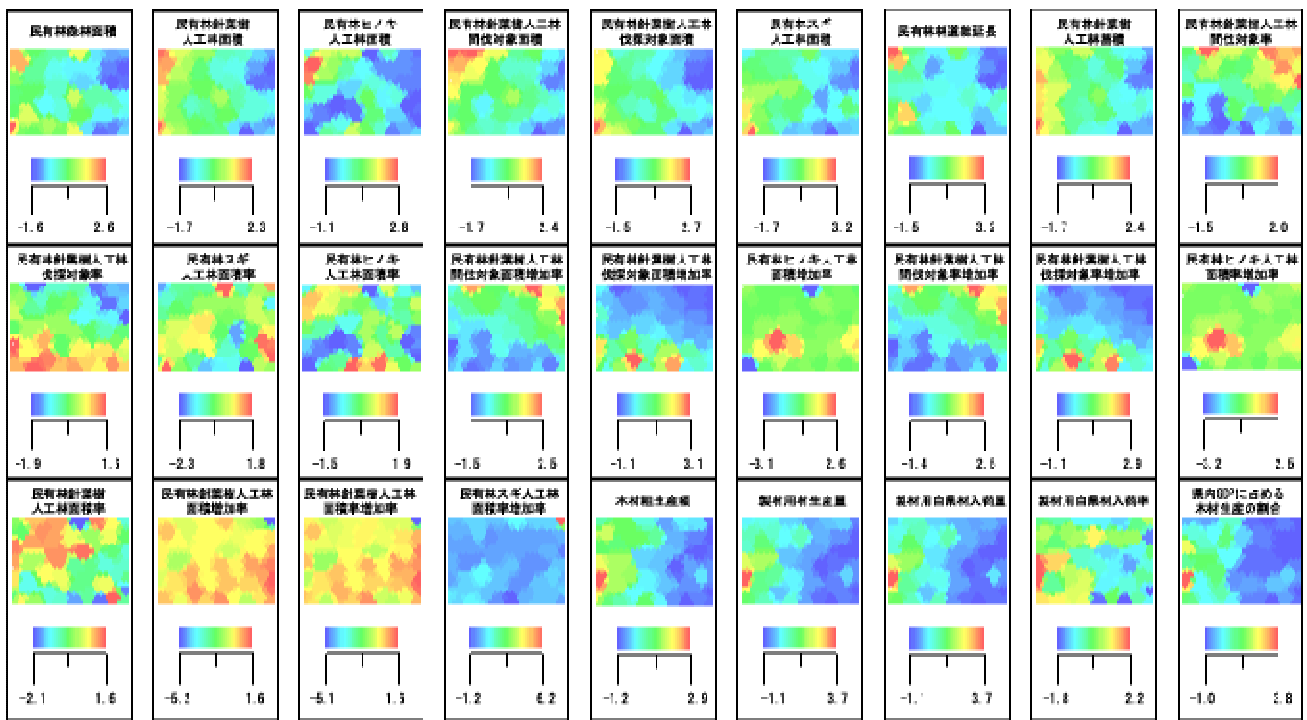 民有林森林面積
民有林針葉樹
人工林面積
民有林ヒノキ
人工林面積
民有林針葉樹人工林
間伐対象面積
民有林針葉樹人工林
伐採対象面積
民有林スギ
人工林面積
民有林林道総延長
民有林針葉樹
人工林蓄積
民有林針葉樹人工林
間伐対象率
-1.6 2.6
-1.7 2.3
-1.1 2.8
-1.7 2.4
-1.5 2.7
-1.7 3.2
-1.5
-1.7 2.4
-1.5 2.0
民有林針葉樹人工林
伐採対象率
民有林スギ
人工林面積率
民有林ヒノキ
人工林面積率
民有林針葉樹人工林
間伐対象面積増加率
民有林針葉樹人工林
伐採対象面積増加率
民有林ヒノキ人工林
面積増加率
民有林針葉樹人工林
間伐対象率増加率
民有林針葉樹人工林
伐採対象率増加率
民有林ヒノキ人工林
面積率増加率
-1.9
-2.3 1.8
-1.5 1.9
-1.5
-1.1 3.1
-3.1 2.6
-1.4
-1.1 2.9
-3.2
民有林針葉樹
人工林面積率
民有林針葉樹人工林
面積増加率
民有林針葉樹人工林
面積率増加率
民有林スギ人工林
面積率増加率
木材粗生産額
製材用材生産量
製材用自県材入荷量
製材用自県材入荷率
県内GDPに占める
木材生産の割合
-2.1 1.6
1.6
-5.1
-1.2 6.2
-1.2 2.9
-1.1 3.7
3.7
-1.8 2.2
-1.0 3.8